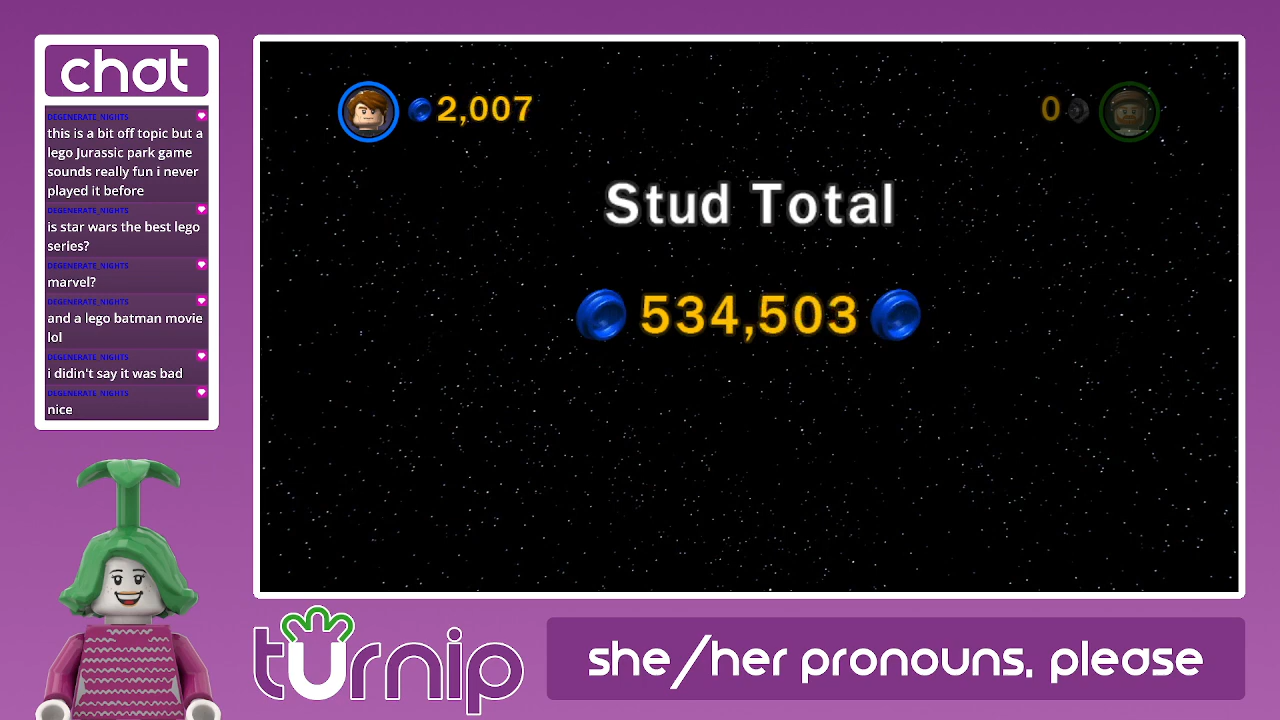 chat
DEGENERATE_NIGHTS
this is a bit off topic but a
lego Jurassic park game
sounds really fun i never
played it before
DEGENERATE_NIGHTS
is star wars the best lego
series?
DEGENERATE_NIGHTS
marvel?
DEGENERATE_NIGHTS
and a lego batman movie
lol
DEGENERATE_NIGHTS
i didin't say it was bad
DEGENERATE_NIGHTS
nice
2,007
0
Stud Total
534,503
turnip
she/her pronouns, please